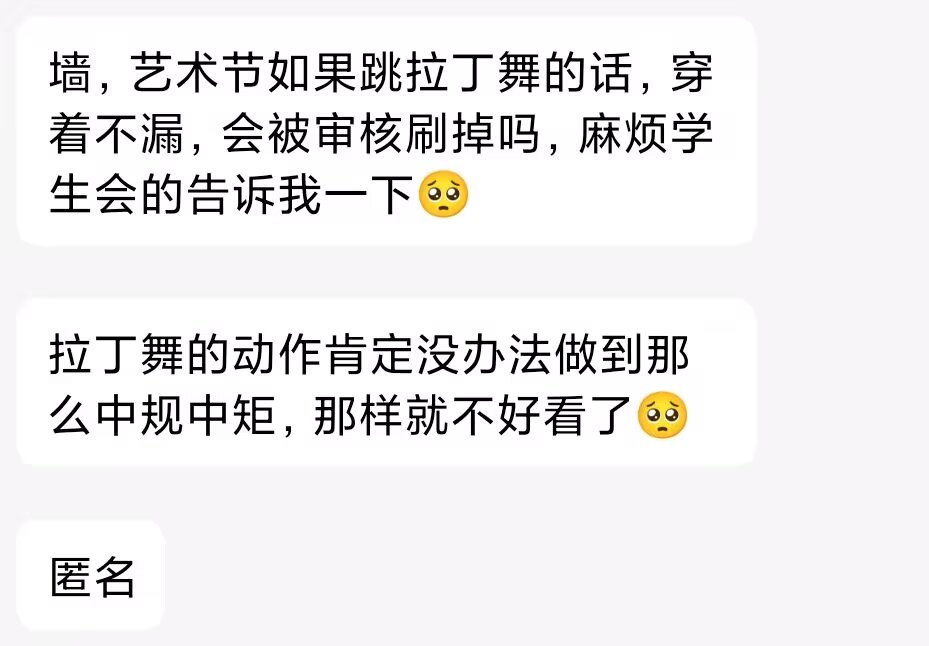 墙，艺术节如果跳拉丁舞的话，穿
着不漏，会被审核刷掉吗，麻烦学
生会的告诉我一下🥺
拉丁舞的动作肯定没办法做到那
么中规中矩，那样就不好看了🥺
匿名